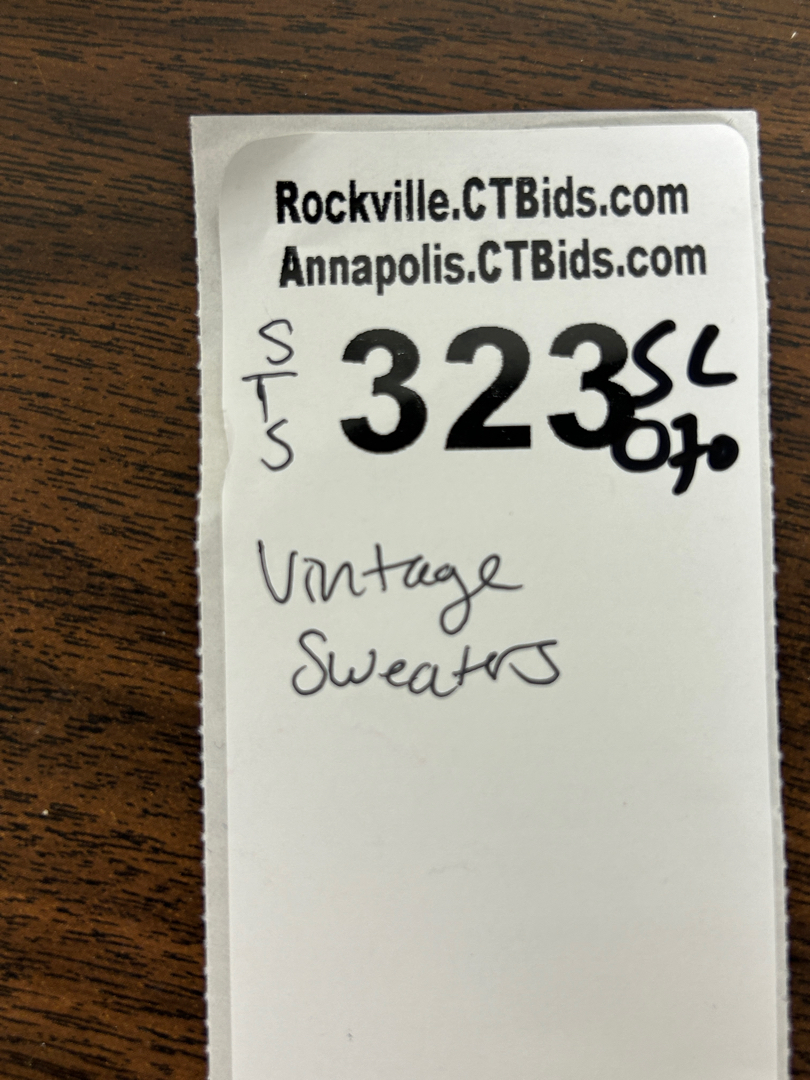 Rockville.CTBids.com
Annapolis.CTBids.com
STS
323
SL
070
Vintage
Sweaters